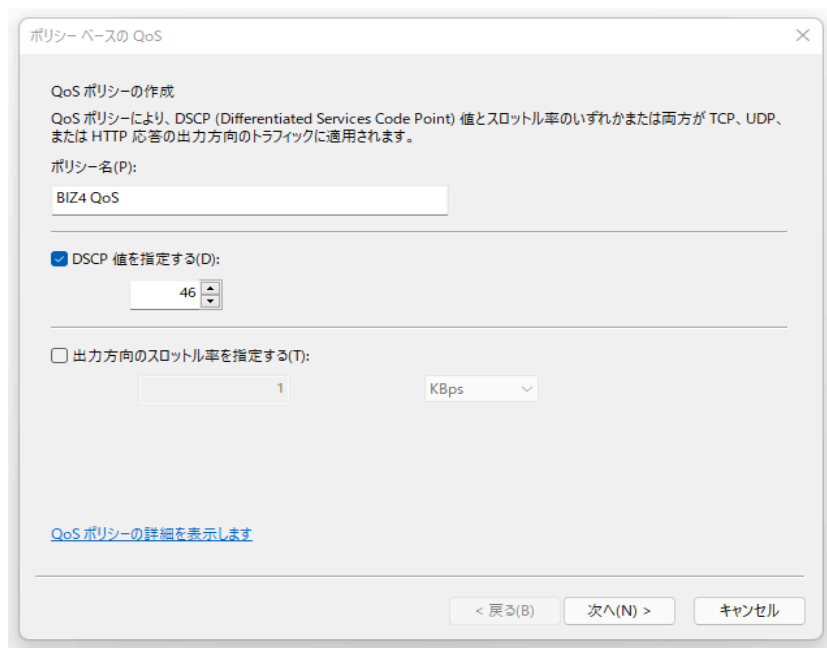 ポリシー ベースの QoS
QoS ポリシーの作成
QoS ポリシーにより、DSCP (Differentiated Services Code Point) 値とスロットル率のいずれかまたは両方が TCP、UDP、
または HTTP 応答の出力方向のトラフィックに適用されます。
ポリシー名(P):
BIZ4 QoS
DSCP 値を指定する(D):
46
出力方向のスロットル率を指定する(T):
1 KBps
QoS ポリシーの詳細を表示します
< 戻る(B) 次へ(N) > キャンセル